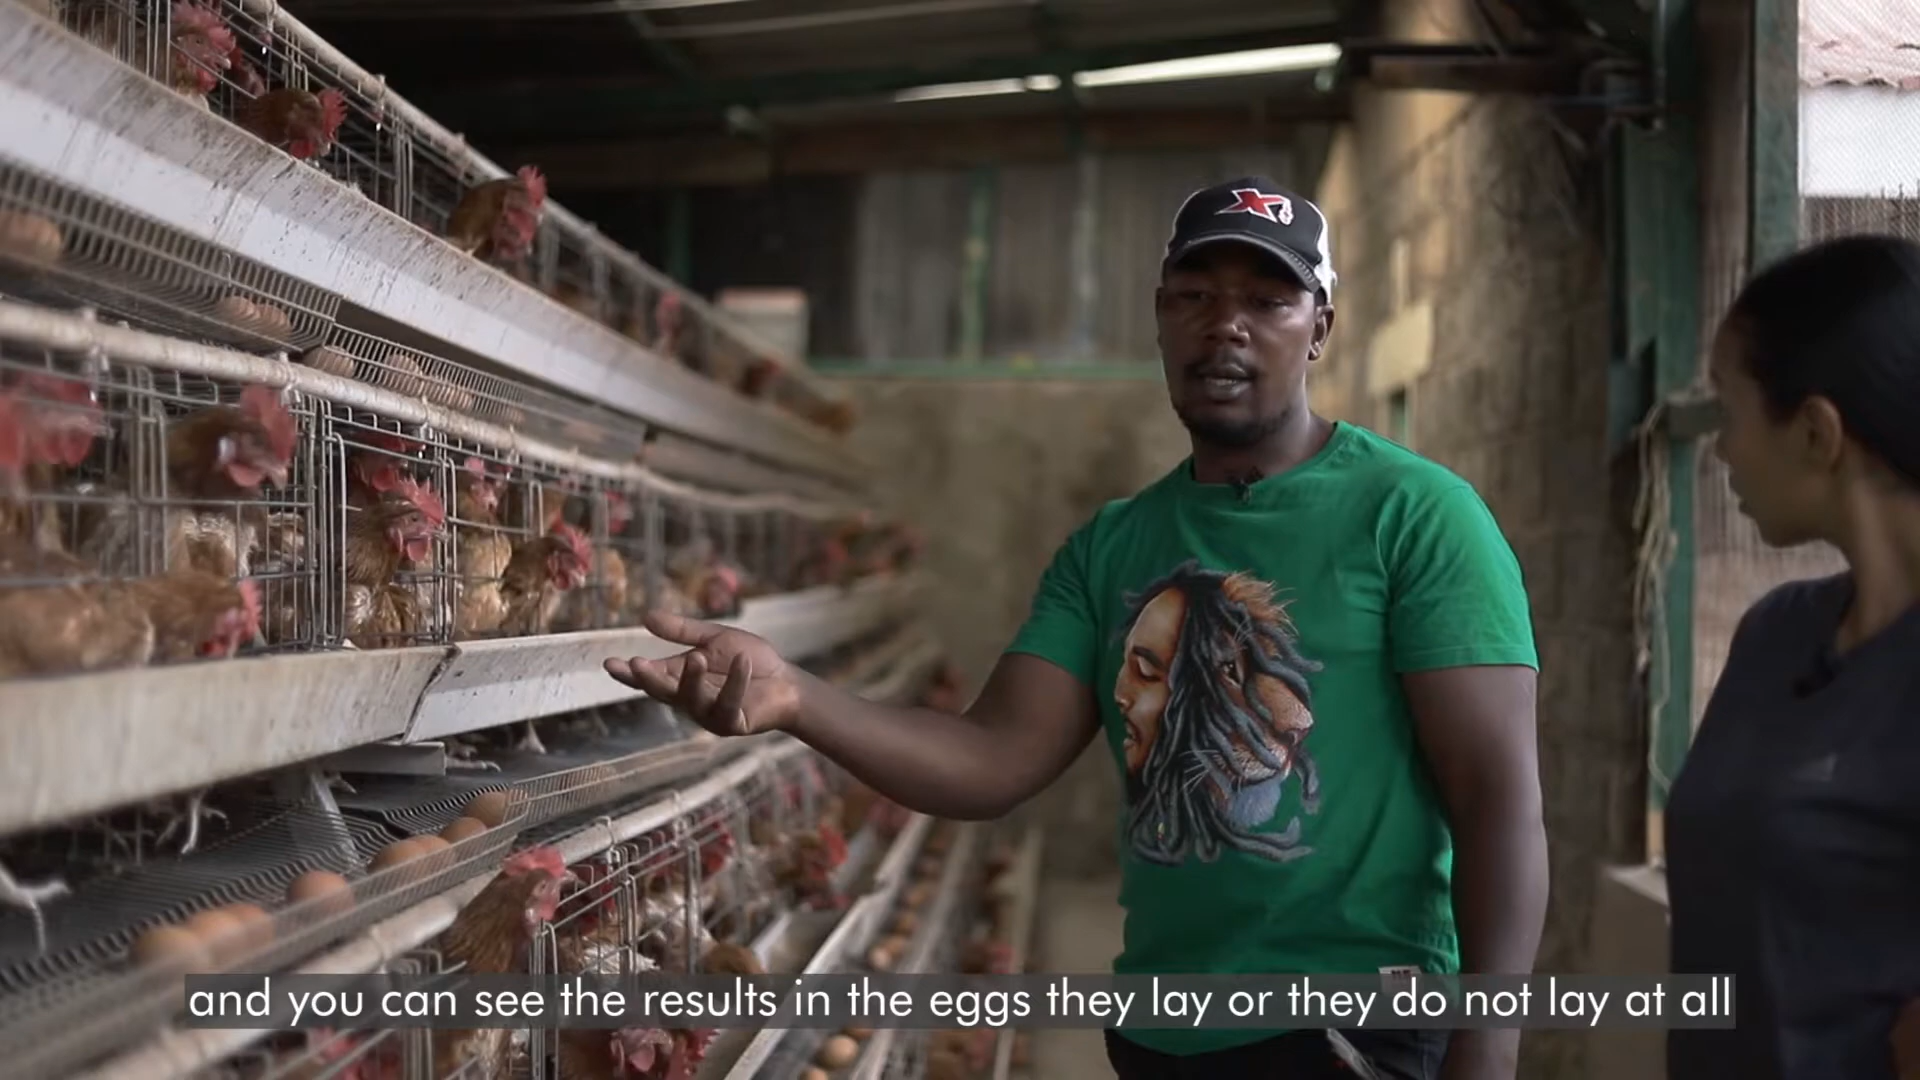 X
and you can see the results in the eggs they lay or they do not lay at all